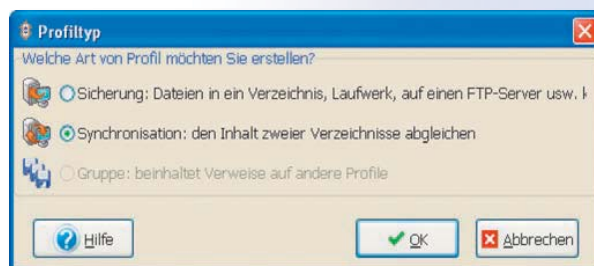 Profiltyp
Welche Art von Profil möchten Sie erstellen?
Sicherung: Dateien in ein Verzeichnis, Laufwerk, auf einen FTP-Server usw. k
Synchronisation: den Inhalt zweier Verzeichnisse abgleichen
Gruppe: beinhaltet Verweise auf andere Profile
Hilfe
OK
Abbrechen